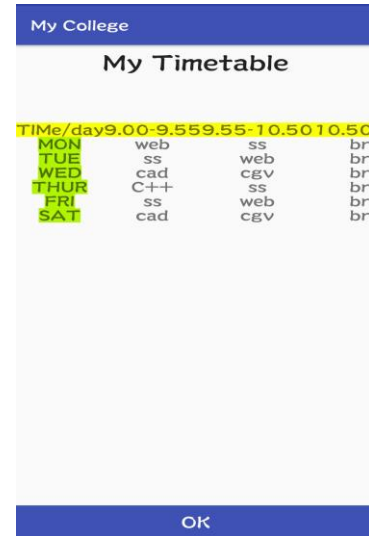 My College
My Timetable
TIMe/day9.00-9.559.55-10.5010.50
MON web ss br
TUE ss web br
WED cad cgv br
THUR C++ ss br
FRI ss web br
SAT cad cgv br
OK